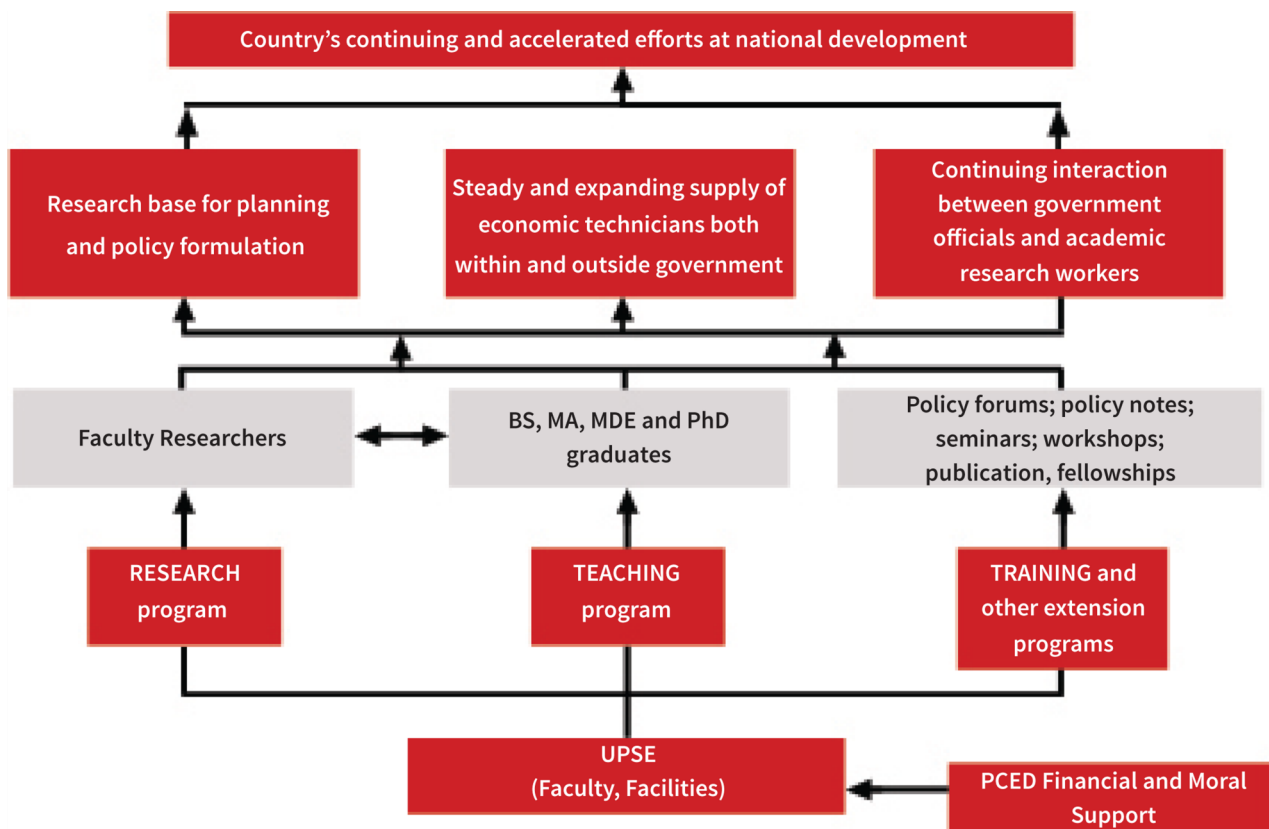 Country’s continuing and accelerated efforts at national development
Research base for planning
and policy formulation
Steady and expanding supply of
economic technicians both
within and outside government
Continuing interaction
between government
officials and academic
research workers
Faculty Researchers
BS, MA, MDE and PhD
graduates
Policy forums; policy notes;
seminars; workshops;
publication, fellowships
RESEARCH
program
TEACHING
program
TRAINING and
other extension
programs
UPSE
(Faculty, Facilities)
PCED Financial and Moral
Support